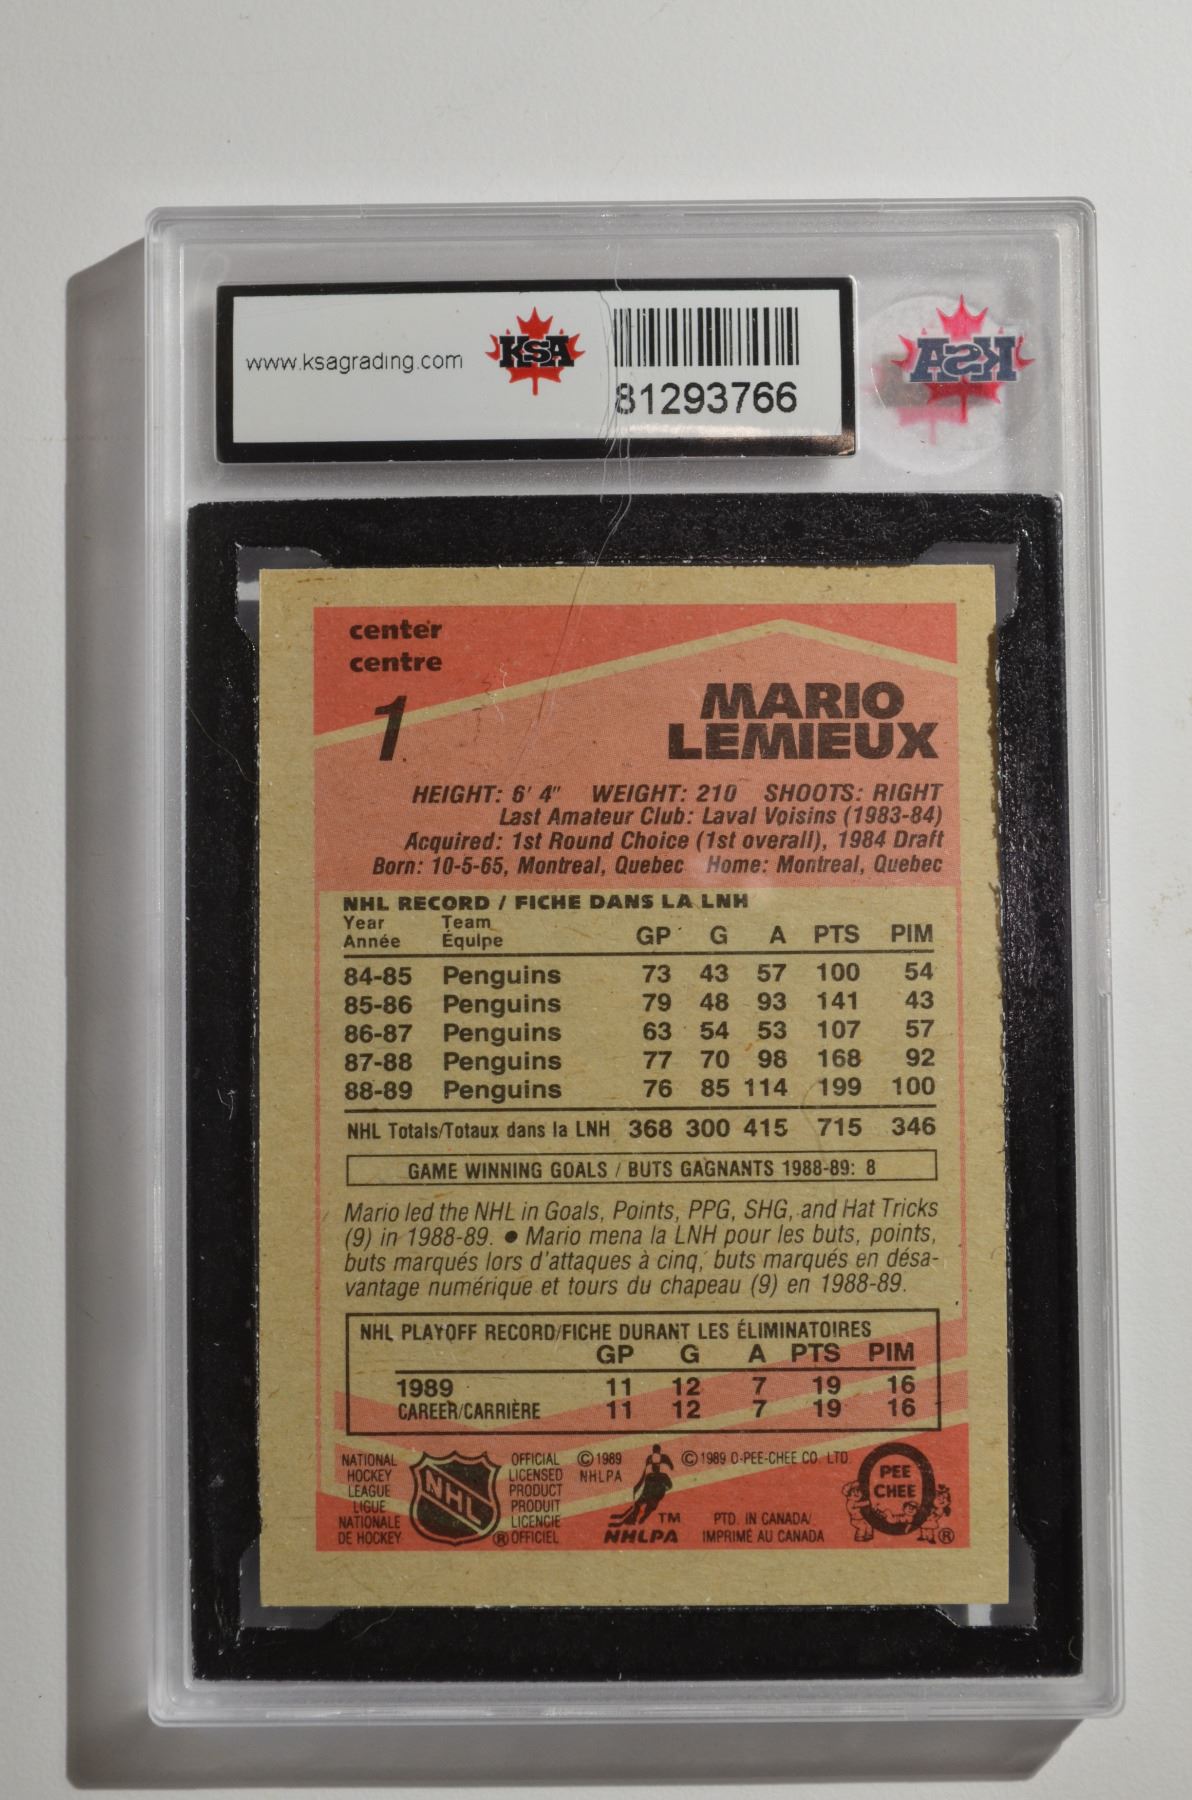 www.ksagrading.com
KSA
81293766
KSA
center
centre
1
MARIO
LEMIEUX
HEIGHT: 6' 4" WEIGHT: 210 SHOOTS: RIGHT
Last Amateur Club: Laval Voisins (1983-84)
Acquired: 1st Round Choice (1st overall), 1984 Draft
Born: 10-5-65, Montreal, Quebec Home: Montreal, Quebec
NHL RECORD / FICHE DANS LA LNH
Year Team
Année Équipe GP G A PTS PIM
84-85 Penguins 73 43 57 100 54
85-86 Penguins 79 48 93 141 43
86-87 Penguins 63 54 53 107 57
87-88 Penguins 77 70 98 168 92
88-89 Penguins 76 85 114 199 100
NHL Totals/Totaux dans la LNH 368 300 415 715 346
GAME WINNING GOALS / BUTS GAGNANTS 1988-89: 8
Mario led the NHL in Goals, Points, PPG, SHG, and Hat Tricks
(9) in 1988-89. ● Mario mena la LNH pour les buts, points,
buts marqués lors d'attaques à cinq, buts marqués en désa-
vantage numérique et tours du chapeau (9) en 1988-89.
NHL PLAYOFF RECORD/FICHE DURANT LES ÉLIMINATOIRES
GP G A PTS PIM
1989 11 12 7 19 16
CAREER/CARRIÈRE 11 12 7 19 16
NATIONAL
HOCKEY
LEAGUE
LIGUE
NATIONALE
DE HOCKEY
NHL
OFFICIAL
LICENSED
PRODUCT
PRODUIT
LICENCIE
® OFFICIEL
© 1989
NHLPA
TM
NHLPA
© 1989 O-PEE-CHEE CO. LTD.
PTD. IN CANADA/
IMPRIMÉ AU CANADA
PEE
CHEE
®